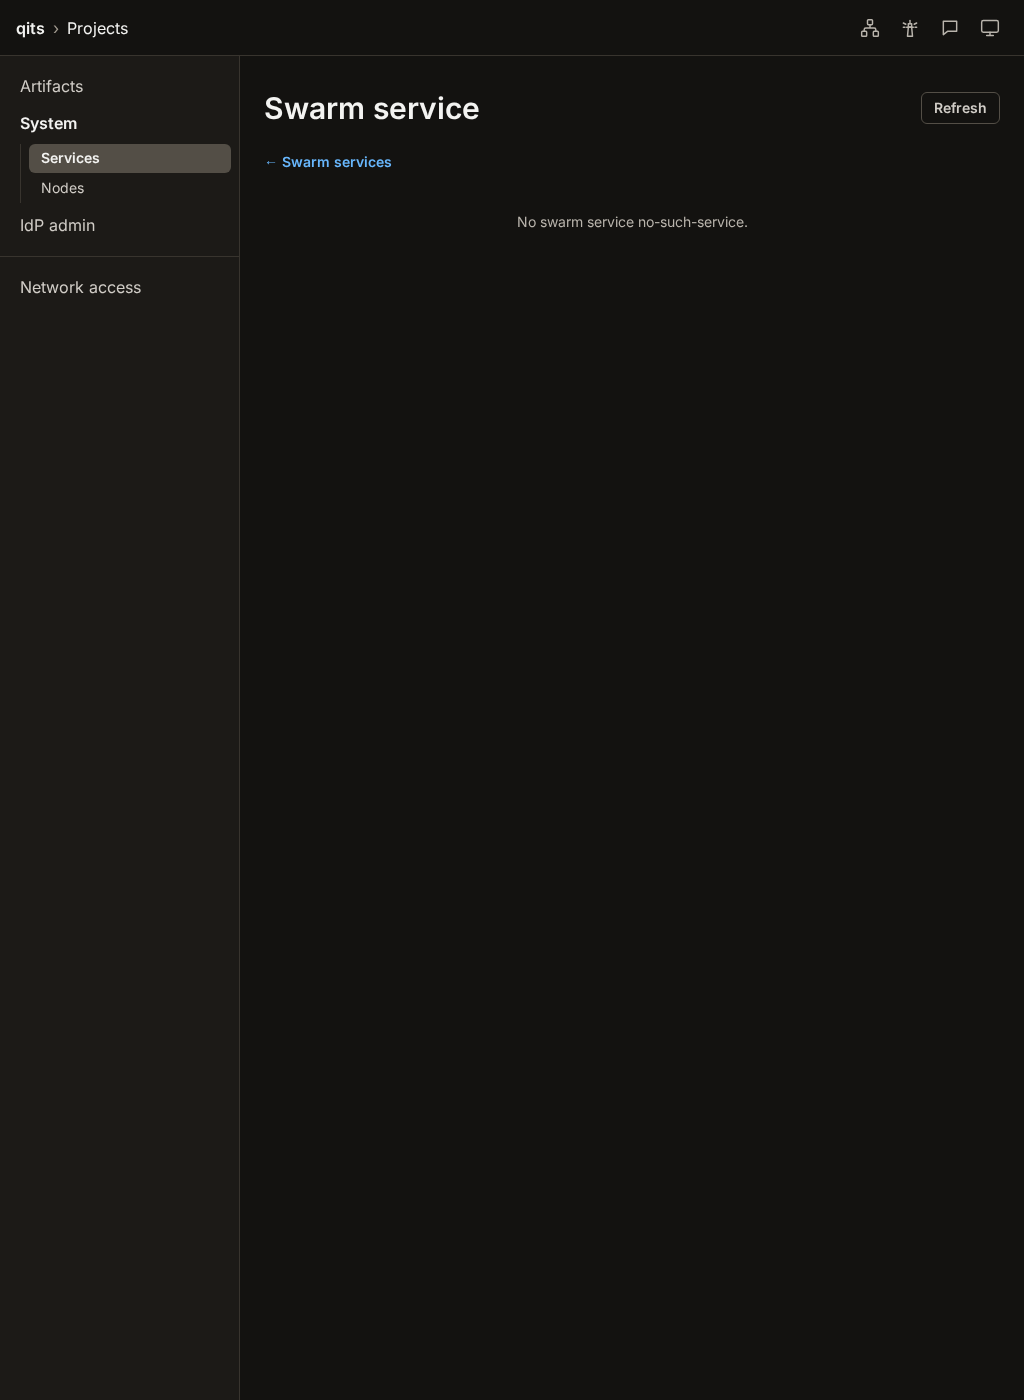 qits › Projects
Artifacts
System
Services
Nodes
IdP admin
Network access
Swarm service
Refresh
← Swarm services
No swarm service no-such-service.